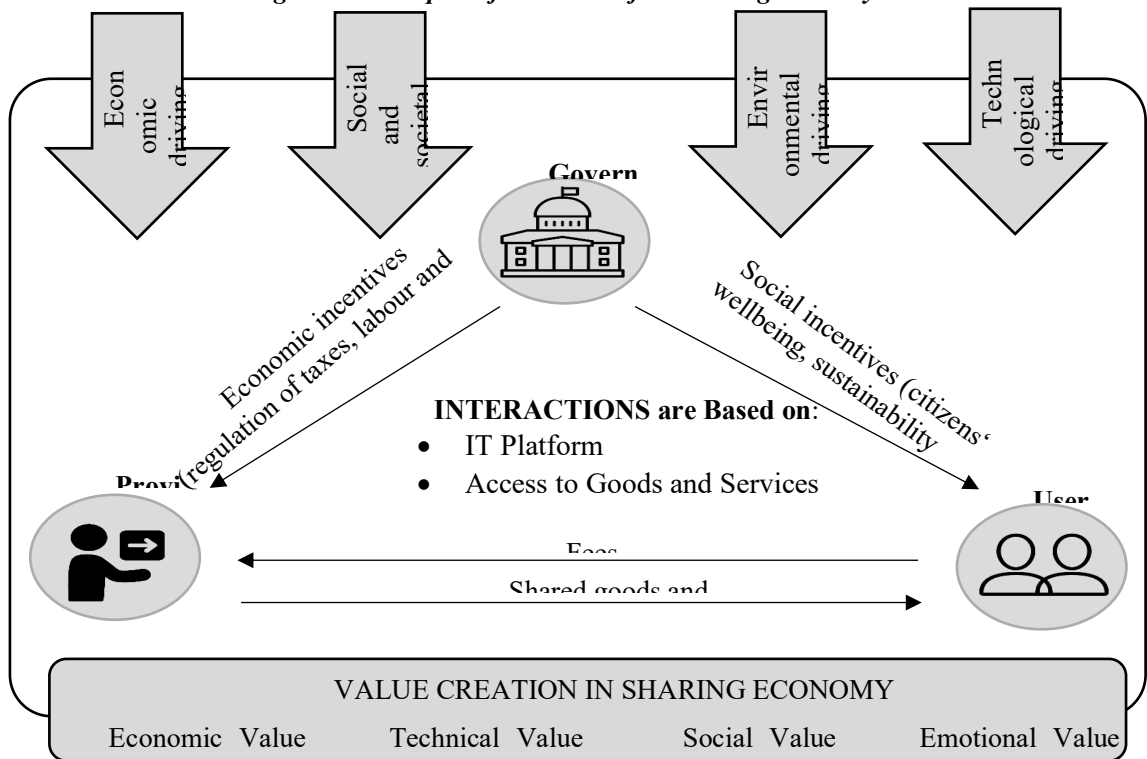 Econ
omic
driving
Social
and
societal
Envir
onmental
driving
Techn
ological
driving
Govern
Economic incentives
(regulation of taxes, labour and
Social incentives (citizens‘
wellbeing, sustainability
INTERACTIONS are Based on:
• IT Platform
• Access to Goods and Services
Provi
User
Fees
Shared goods and
VALUE CREATION IN SHARING ECONOMY
Economic Value Technical Value Social Value Emotional Value